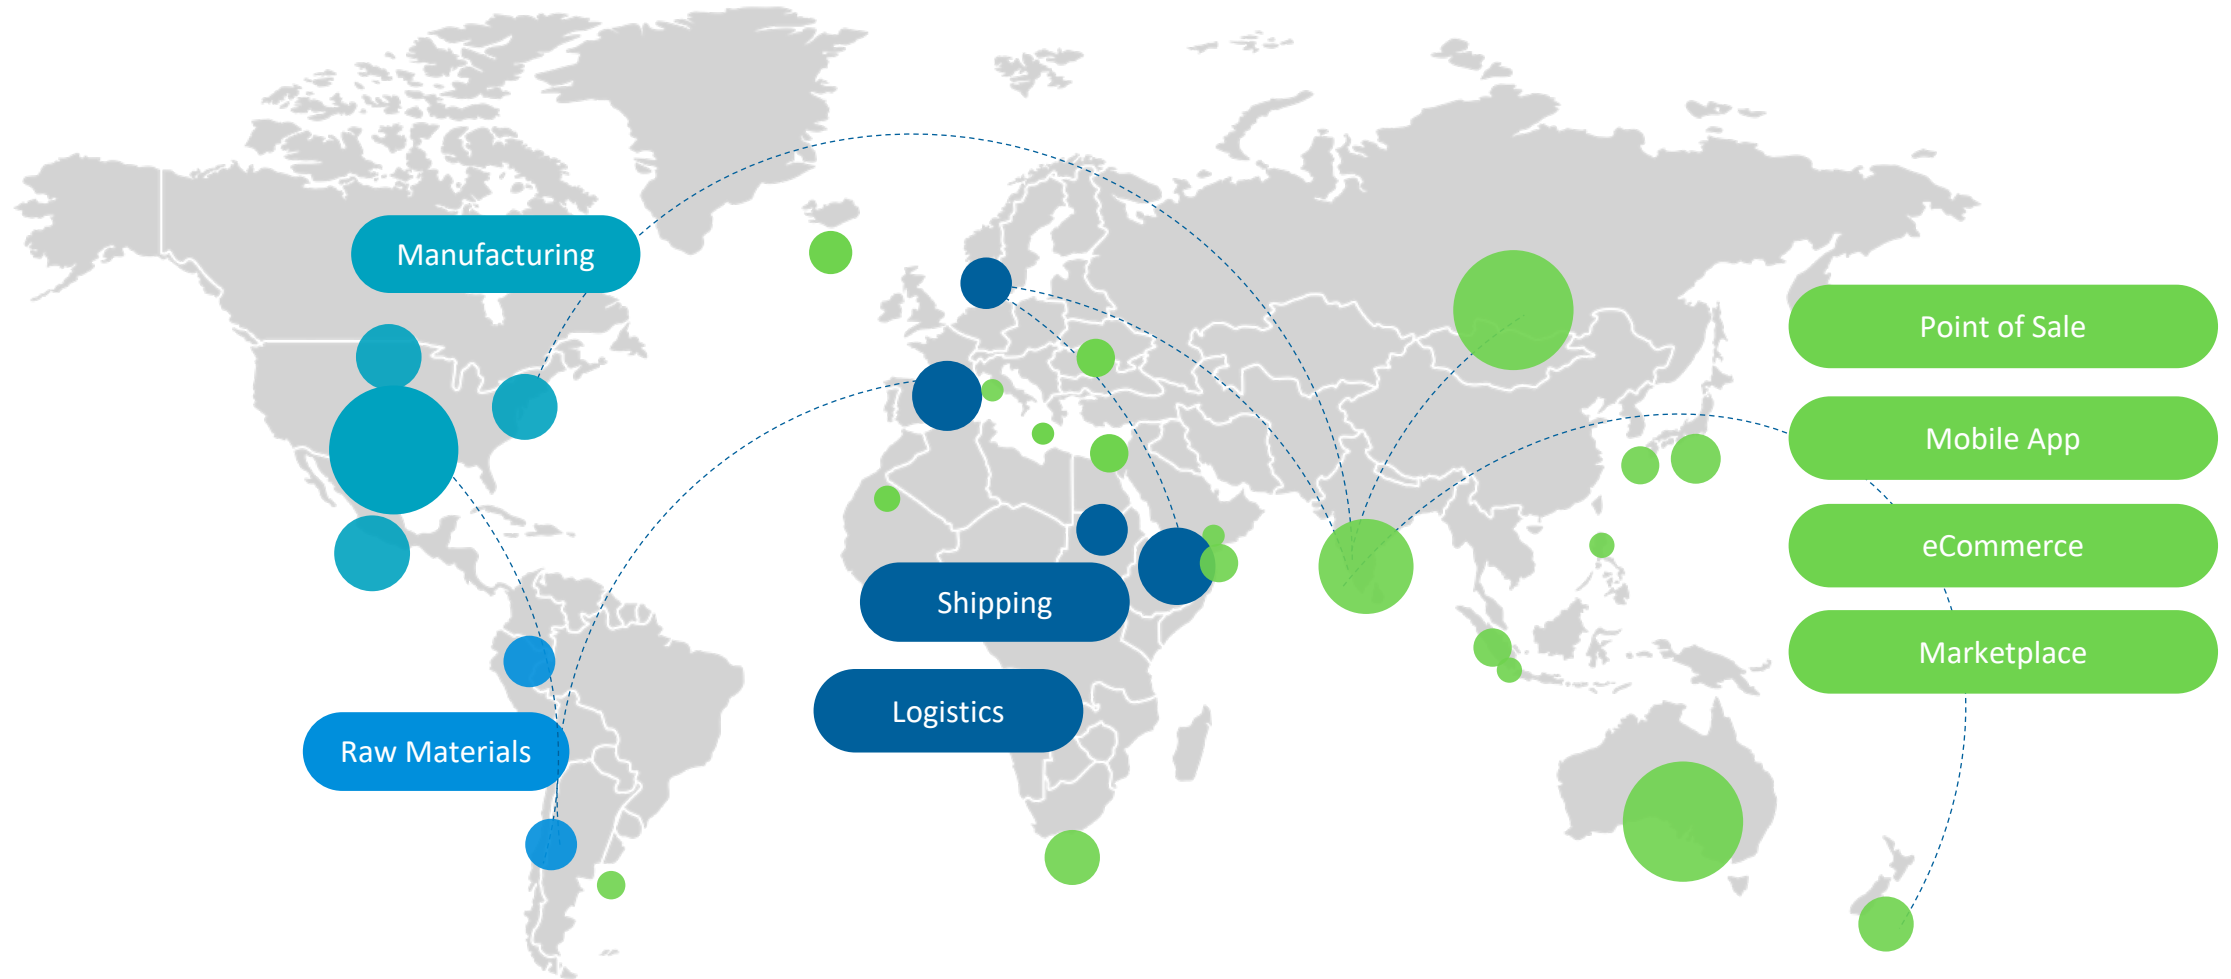 Manufacturing
Point of Sale
Mobile App
eCommerce
Shipping
Marketplace
Logistics
Raw Materials